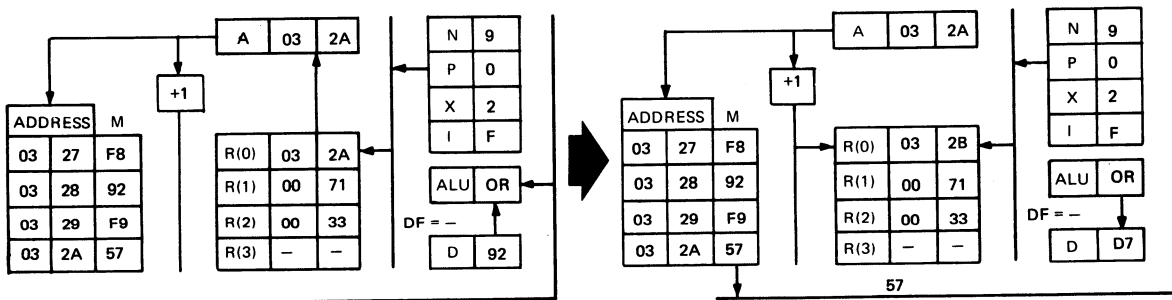 A 03 2A
+1
ADDRESS M
03 27 F8
03 28 92
03 29 F9
03 2A 57
R(0) 03 2A
R(1) 00 71
R(2) 00 33
R(3) – –
N 9
P 0
X 2
I F
ALU OR
DF = –
D 92
A 03 2A
+1
ADDRESS M
03 27 F8
03 28 92
03 29 F9
03 2A 57
R(0) 03 2B
R(1) 00 71
R(2) 00 33
R(3) – –
N 9
P 0
X 2
I F
ALU OR
DF = –
D D7
57